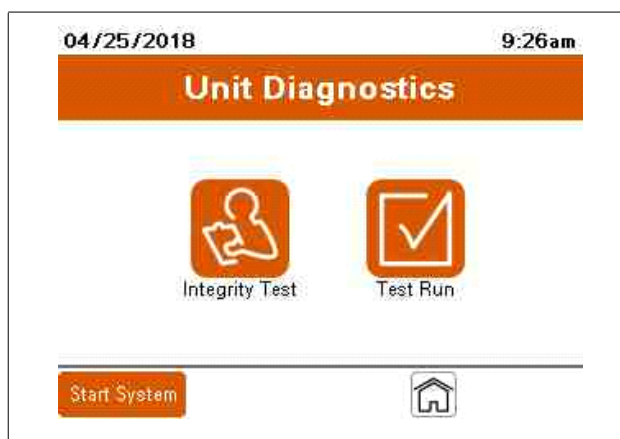 04/25/2018 9:26am
Unit Diagnostics
Integrity Test Test Run
Start System